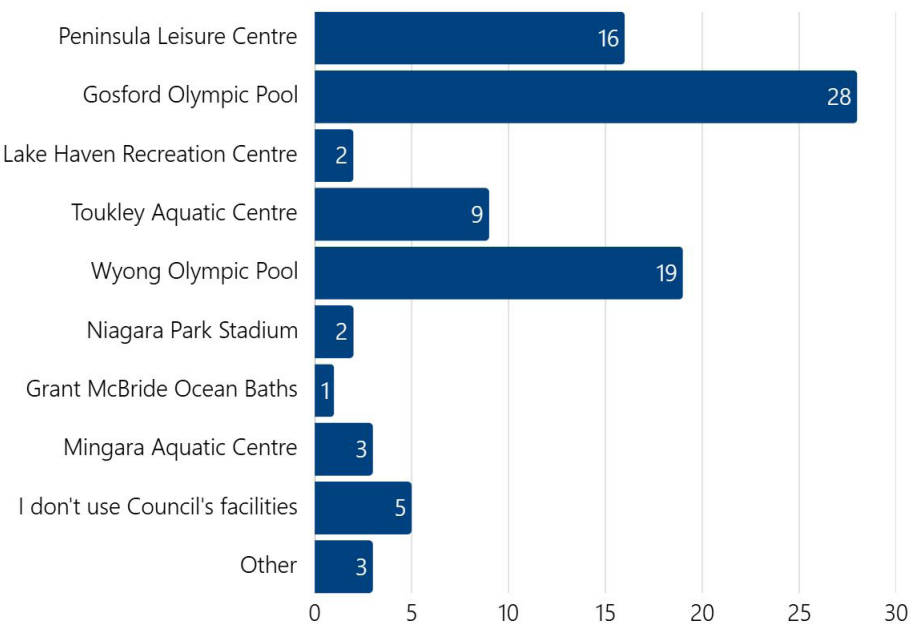 Peninsula Leisure Centre 16
Gosford Olympic Pool 28
Lake Haven Recreation Centre 2
Toukley Aquatic Centre 9
Wyong Olympic Pool 19
Niagara Park Stadium 2
Grant McBride Ocean Baths 1
Mingara Aquatic Centre 3
I don't use Council's facilities 5
Other 3
0 5 10 15 20 25 30